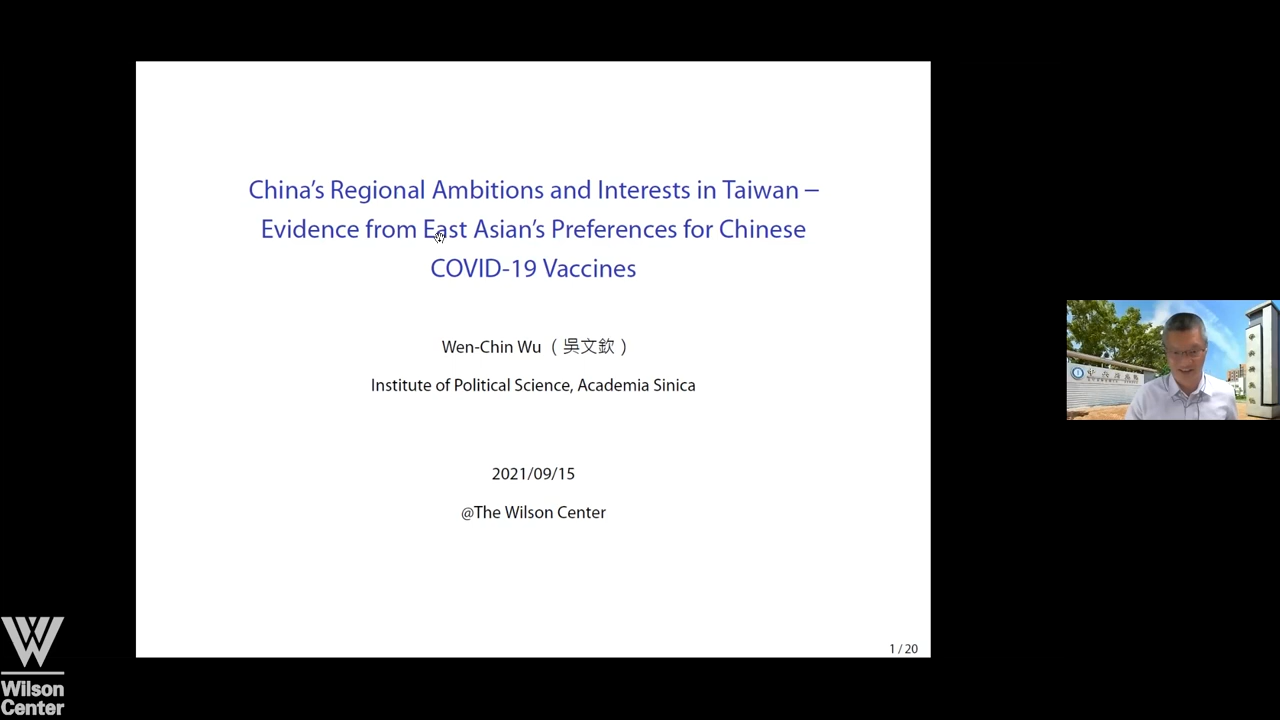 China's Regional Ambitions and Interests in Taiwan –
Evidence from East Asian's Preferences for Chinese
COVID-19 Vaccines
Wen-Chin Wu （吳文欽）
Institute of Political Science, Academia Sinica
2021/09/15
@The Wilson Center
1 / 20
Wilson
Center